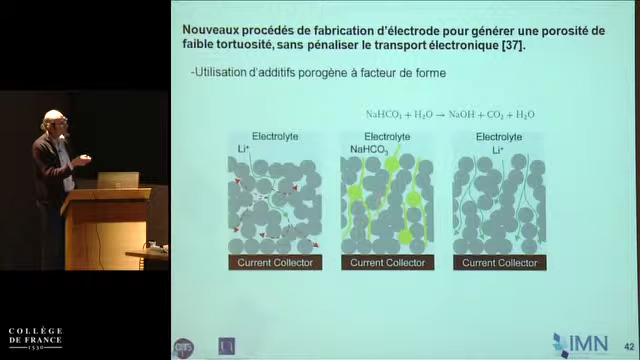 Nouveaux procédés de fabrication d'électrode pour générer une porosité de
faible tortuosité, sans pénaliser le transport électronique [37].
-Utilisation d'additifs porogène à facteur de forme
NaHCO₃ + H₂O → NaOH + CO₂ + H₂O
Electrolyte
Li⁺
Current Collector
Electrolyte
NaHCO₃
Current Collector
Electrolyte
Li⁺
Current Collector
COLLÈGE
DE FRANCE
1530
IMN
42